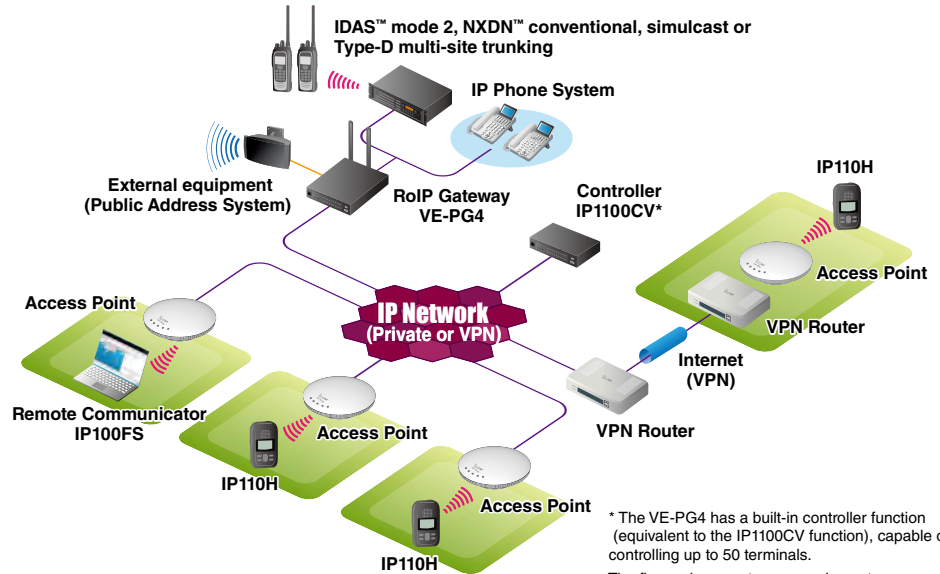 IDAS™ mode 2, NXDN™ conventional, simulcast or
Type-D multi-site trunking
IP Phone System
External equipment
(Public Address System)
RoIP Gateway
VE-PG4
Controller
IP1100CV*
IP110H
Access Point
VPN Router
Internet
(VPN)
VPN Router
IP Network
(Private or VPN)
Access Point
Remote Communicator
IP100FS
Access Point
IP110H
Access Point
IP110H
* The VE-PG4 has a built-in controller function
(equivalent to the IP1100CV function), capable o
controlling up to 50 terminals.